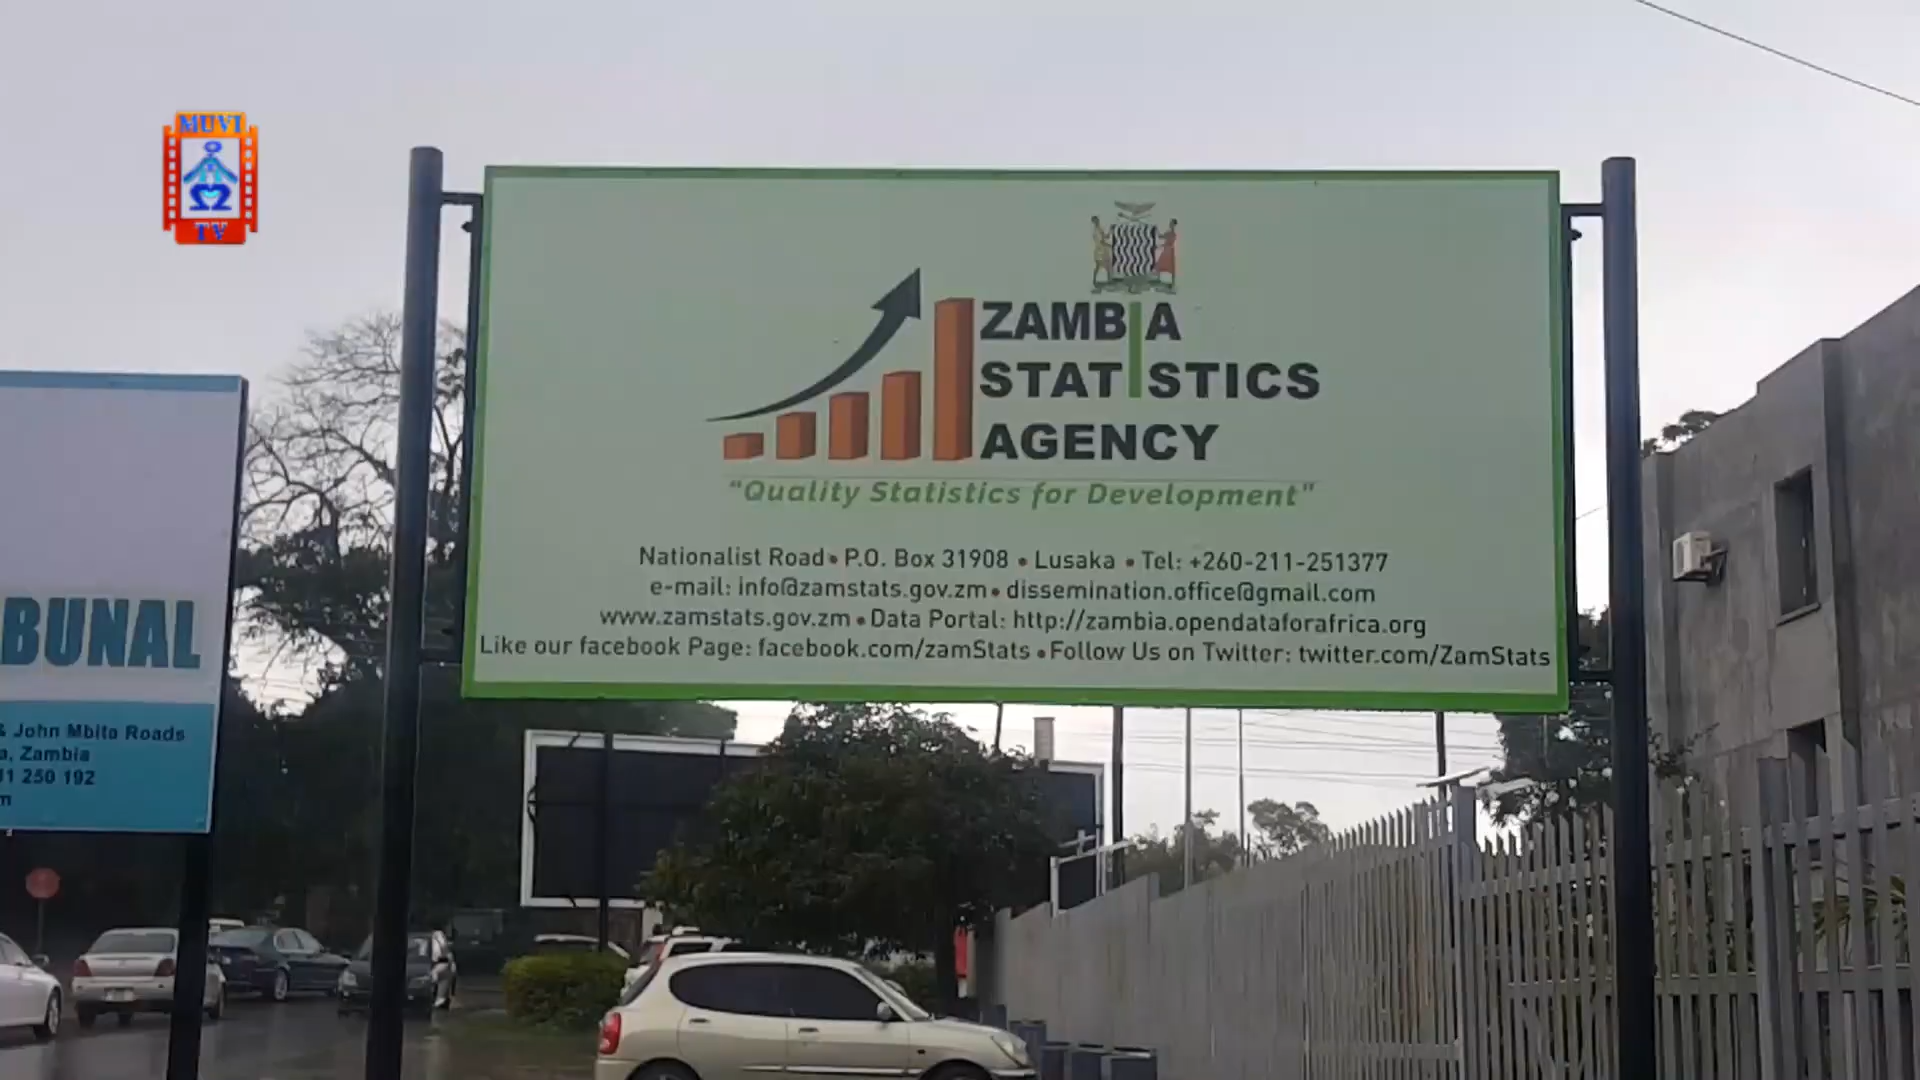 MUVI
TV
ZAMBIA
STATISTICS
AGENCY
"Quality Statistics for Development"
Nationalist Road • P.O. Box 31908 • Lusaka • Tel: +260-211-251377
e-mail: info@zamstats.gov.zm • dissemination.office@gmail.com
www.zamstats.gov.zm • Data Portal: http://zambia.opendataforafrica.org
Like our facebook Page: facebook.com/zamStats • Follow Us on Twitter: twitter.com/ZamStats
BUNAL
& John Mbita Roads
a, Zambia
11 250 192
m